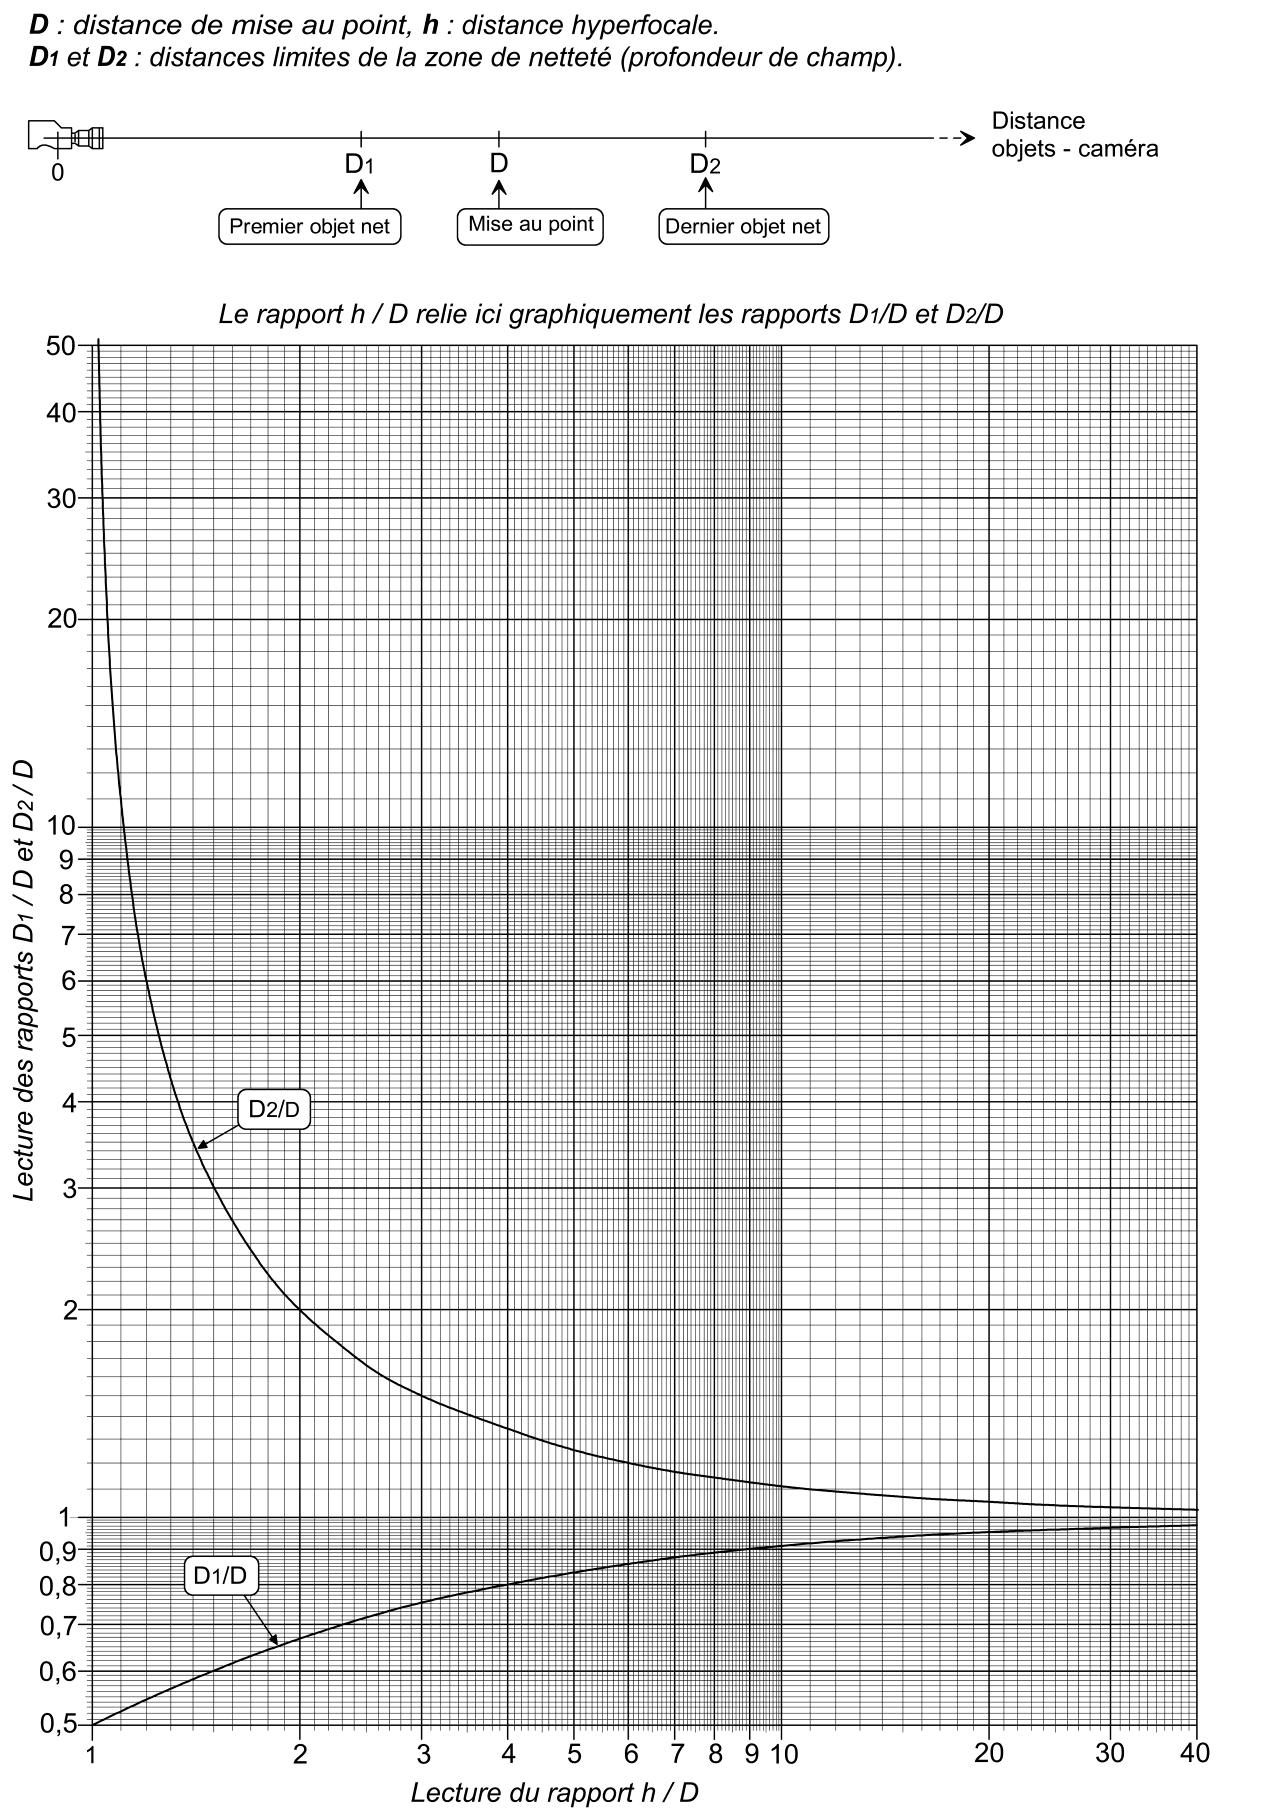 D : distance de mise au point, h : distance hyperfocale.
D1 et D2 : distances limites de la zone de netteté (profondeur de champ).
Distance
objets - caméra
0
D1
D
D2
Premier objet net
Mise au point
Dernier objet net
Le rapport h / D relie ici graphiquement les rapports D1/D et D2/D
Lecture des rapports D1 / D et D2 / D
50
40
30
20
10
9
8
7
6
5
4
3
2
1
0,9
0,8
0,7
0,6
0,5
D2/D
D1/D
1
2
3
4
5
6
7
8
9
10
20
30
40
Lecture du rapport h / D